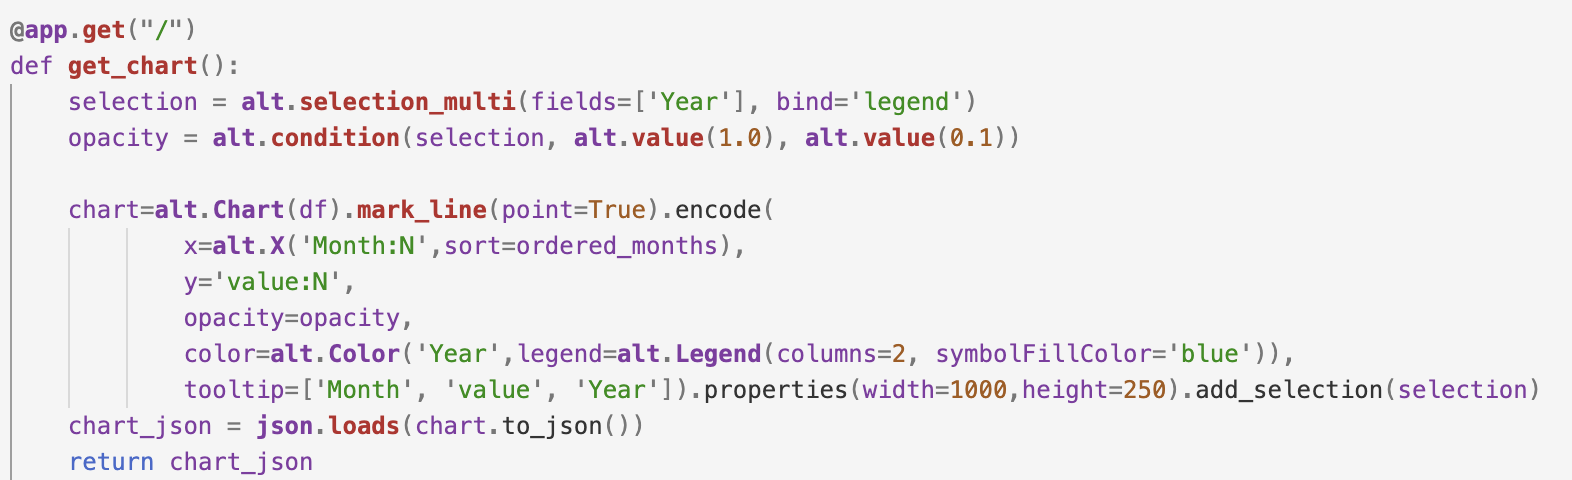 @app.get("/")
def get_chart():
    selection = alt.selection_multi(fields=['Year'], bind='legend')
    opacity = alt.condition(selection, alt.value(1.0), alt.value(0.1))

    chart=alt.Chart(df).mark_line(point=True).encode(
            x=alt.X('Month:N',sort=ordered_months),
            y='value:N',
            opacity=opacity,
            color=alt.Color('Year',legend=alt.Legend(columns=2, symbolFillColor='blue')),
            tooltip=['Month', 'value', 'Year']).properties(width=1000,height=250).add_selection(selection)
    chart_json = json.loads(chart.to_json())
    return chart_json